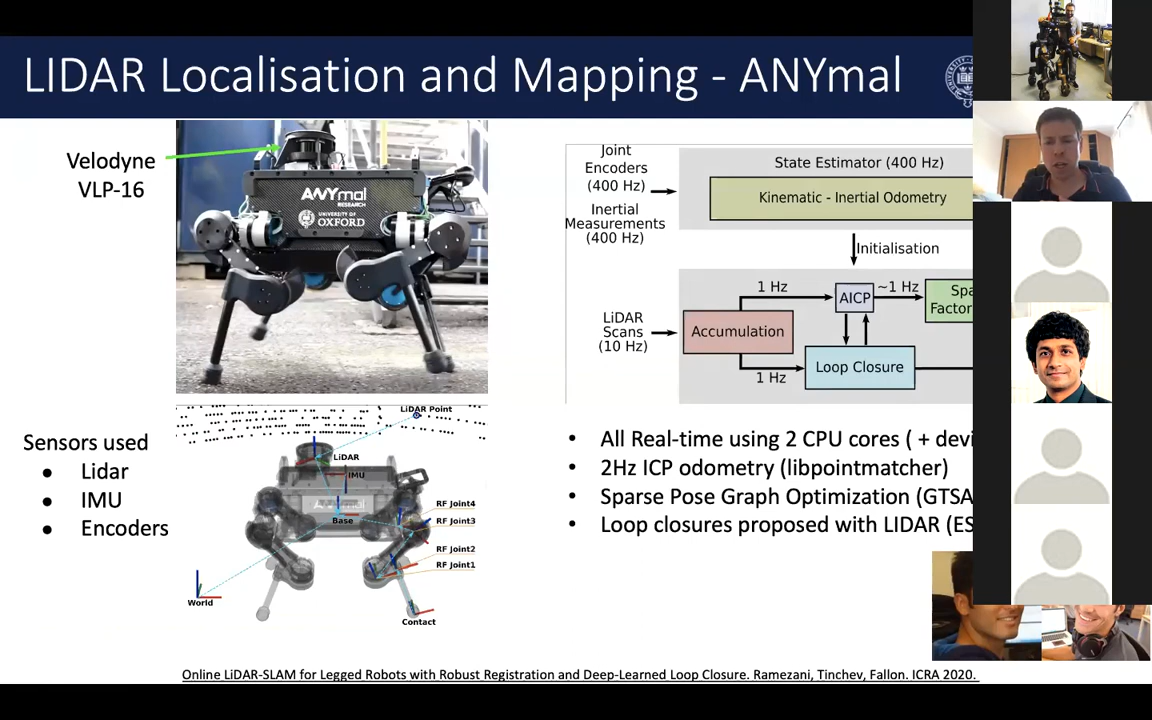 LIDAR Localisation and Mapping - ANYmal
Velodyne
VLP-16
ANYmal
RESEARCH
UNIVERSITY OF
OXFORD
Joint
Encoders
(400 Hz)
Inertial
Measurements
(400 Hz)
State Estimator (400 Hz)
Kinematic - Inertial Odometry
Initialisation
LiDAR
Scans
(10 Hz)
Accumulation
1 Hz
AICP
~1 Hz
Spa
Factor
1 Hz
Loop Closure
Sensors used
● Lidar
● IMU
● Encoders
LiDAR Point
LiDAR
IMU
ANYmal
Base
RF Joint4
RF Joint3
RF Joint2
RF Joint1
World
Contact
• All Real-time using 2 CPU cores ( + devi
• 2Hz ICP odometry (libpointmatcher)
• Sparse Pose Graph Optimization (GTSA
• Loop closures proposed with LIDAR (ES
Online LiDAR-SLAM for Legged Robots with Robust Registration and Deep-Learned Loop Closure. Ramezani, Tinchev, Fallon. ICRA 2020.